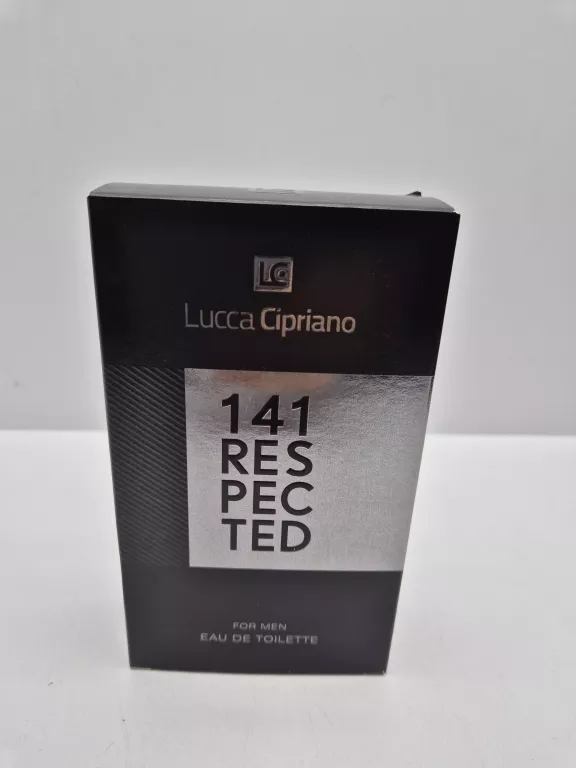 LC
Lucca Cipriano
141
RES
PEC
TED
FOR MEN
EAU DE TOILETTE